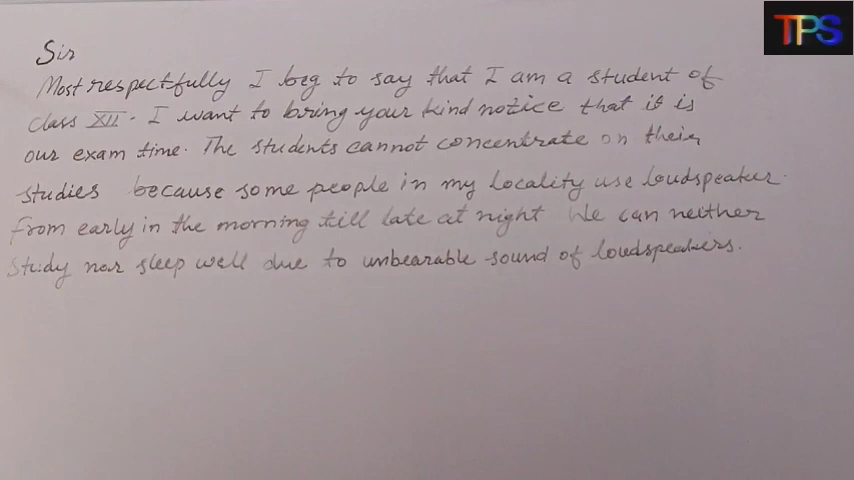 TPS
Sir
Most respectfully I beg to say that I am a student of
class XII. I want to bring your kind notice that it is
our exam time. The students cannot concentrate on their
studies because some people in my locality use loudspeaker.
From early in the morning till late at night We can neither
study nor sleep well due to unbearable sound of loudspeakers.